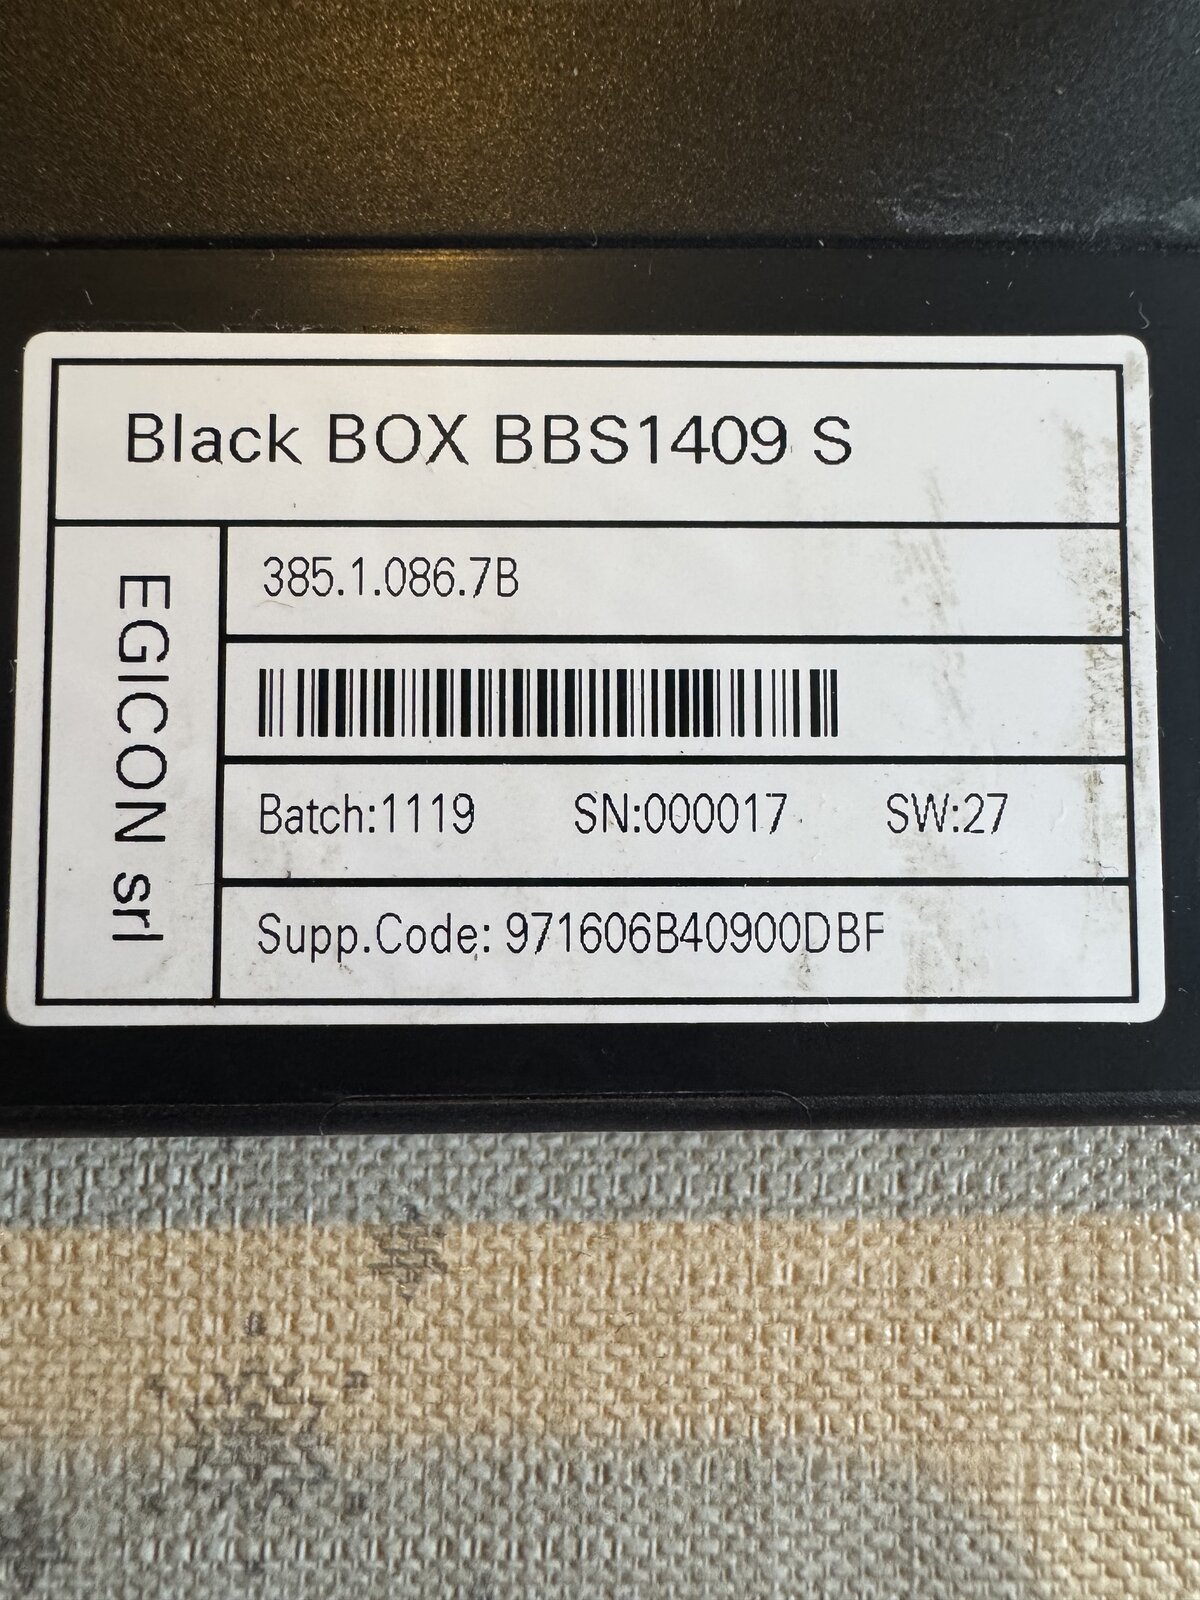 Black BOX BBS1409 S
EGICON srl
385.1.086.7B
Batch:1119 SN:000017 SW:27
Supp.Code: 971606B40900DBF